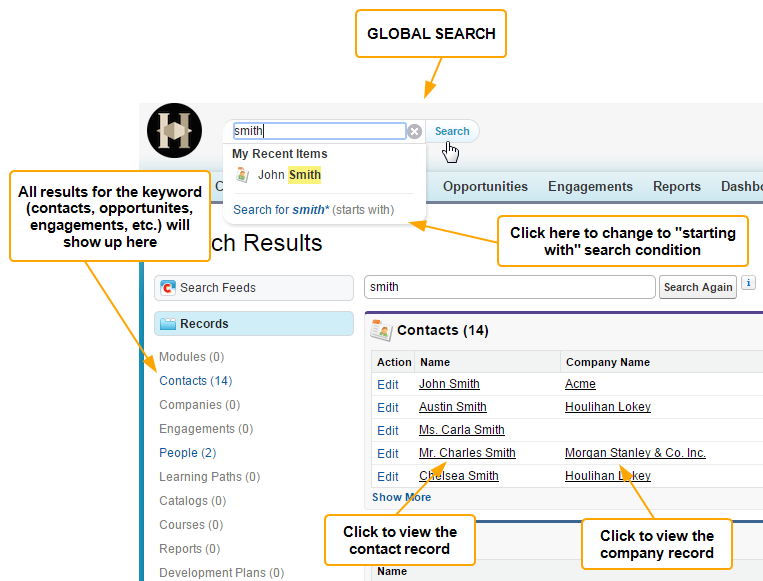 GLOBAL SEARCH
H
smith
Search
My Recent Items
John Smith
Search for smith* (starts with)
Opportunities Engagements Reports
All results for the keyword
(contacts, opportunites,
engagements, etc.) will
show up here
Click here to change to "starting
with" search condition
Results
Search Feeds
Records
Modules (0)
Contacts (14)
Companies (0)
Engagements (0)
People (2)
Learning Paths (0)
Catalogs (0)
Courses (0)
Reports (0)
Development Plans (0)
smith
Search Again
i
Contacts (14)
Action Name Company Name
Edit John Smith Acme
Edit Austin Smith Houlihan Lokey
Edit Ms. Carla Smith
Edit Mr. Charles Smith Morgan Stanley & Co. Inc.
Edit Chelsea Smith Houlihan Lokey
Show More
Click to view the
contact record
Click to view the
company record
Name